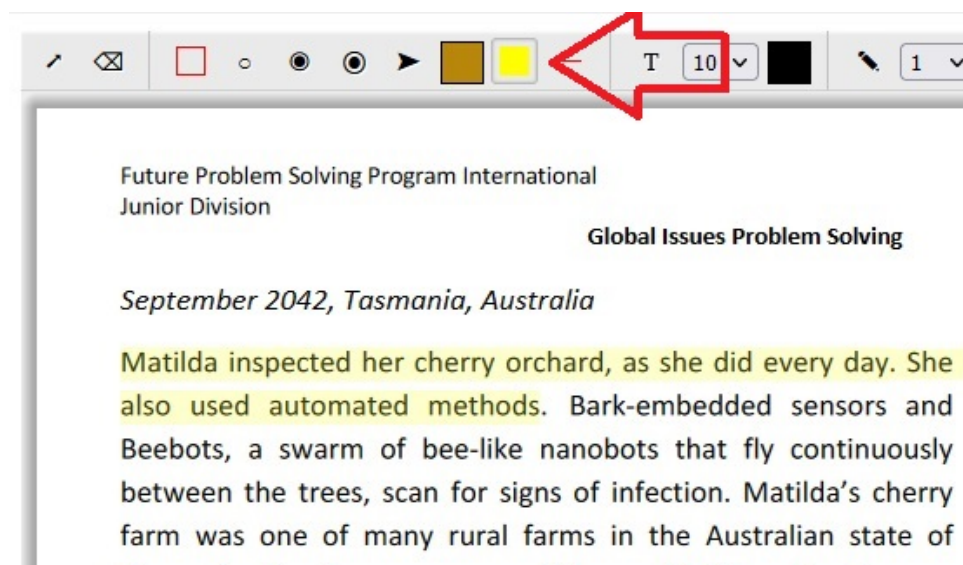 T 10 1
Future Problem Solving Program International
Junior Division
Global Issues Problem Solving
September 2042, Tasmania, Australia
Matilda inspected her cherry orchard, as she did every day. She
also used automated methods. Bark-embedded sensors and
Beebots, a swarm of bee-like nanobots that fly continuously
between the trees, scan for signs of infection. Matilda’s cherry
farm was one of many rural farms in the Australian state of